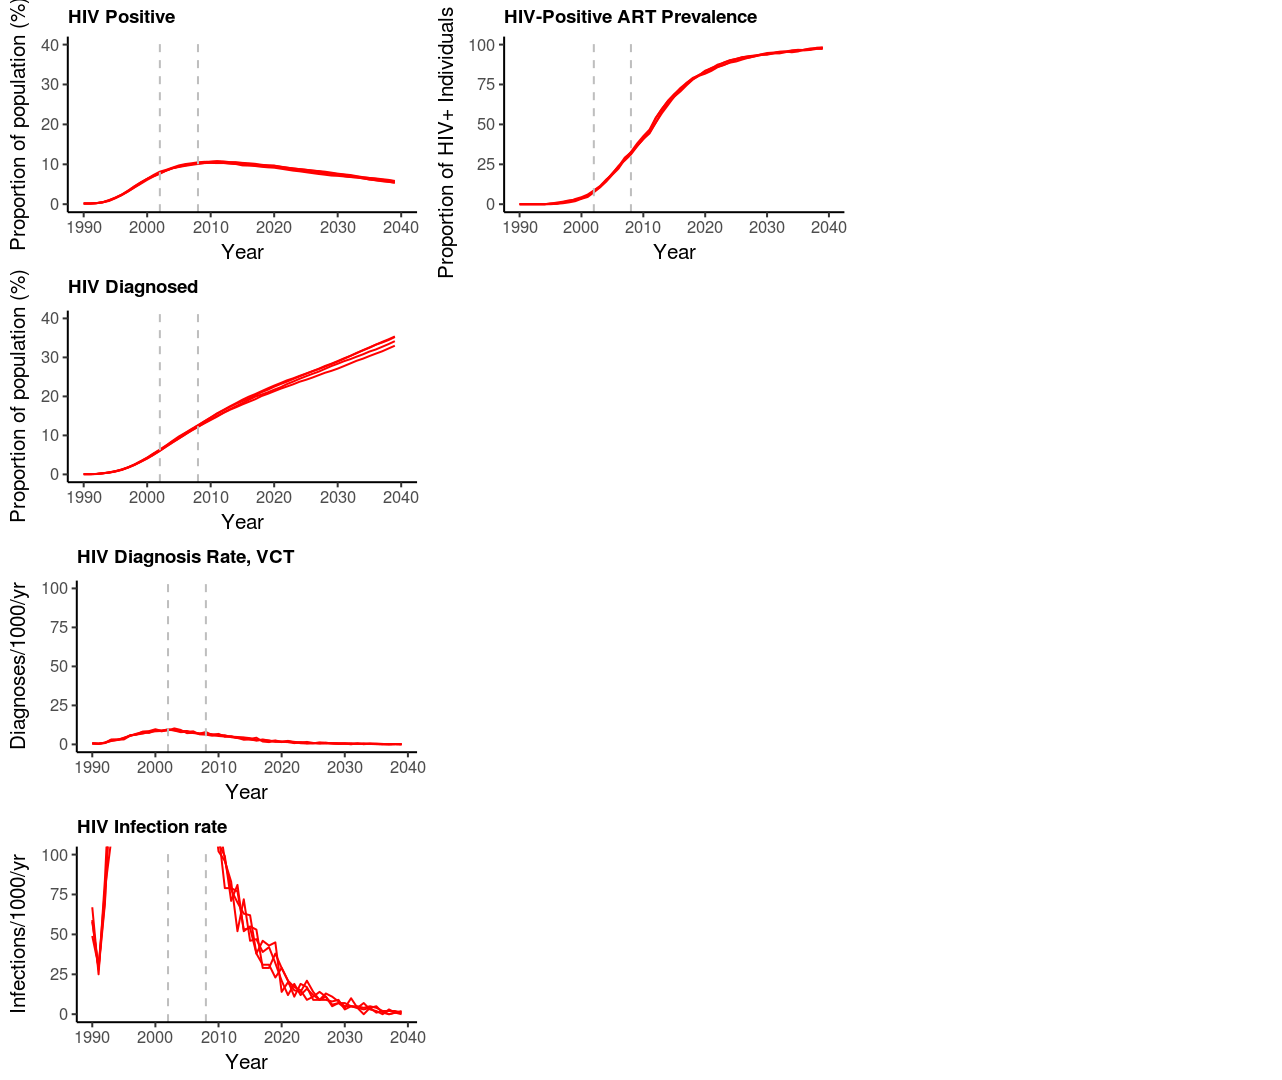 HIV Positive
Proportion of population (%)
40
30
20
10
0
1990 2000 2010 2020 2030 2040
Year
HIV-Positive ART Prevalence
Proportion of HIV+ Individuals
100
75
50
25
0
1990 2000 2010 2020 2030 2040
Year
HIV Diagnosed
Proportion of population (%)
40
30
20
10
0
1990 2000 2010 2020 2030 2040
Year
HIV Diagnosis Rate, VCT
Diagnoses/1000/yr
100
75
50
25
0
1990 2000 2010 2020 2030 2040
Year
HIV Infection rate
Infections/1000/yr
100
75
50
25
0
1990 2000 2010 2020 2030 2040
Year